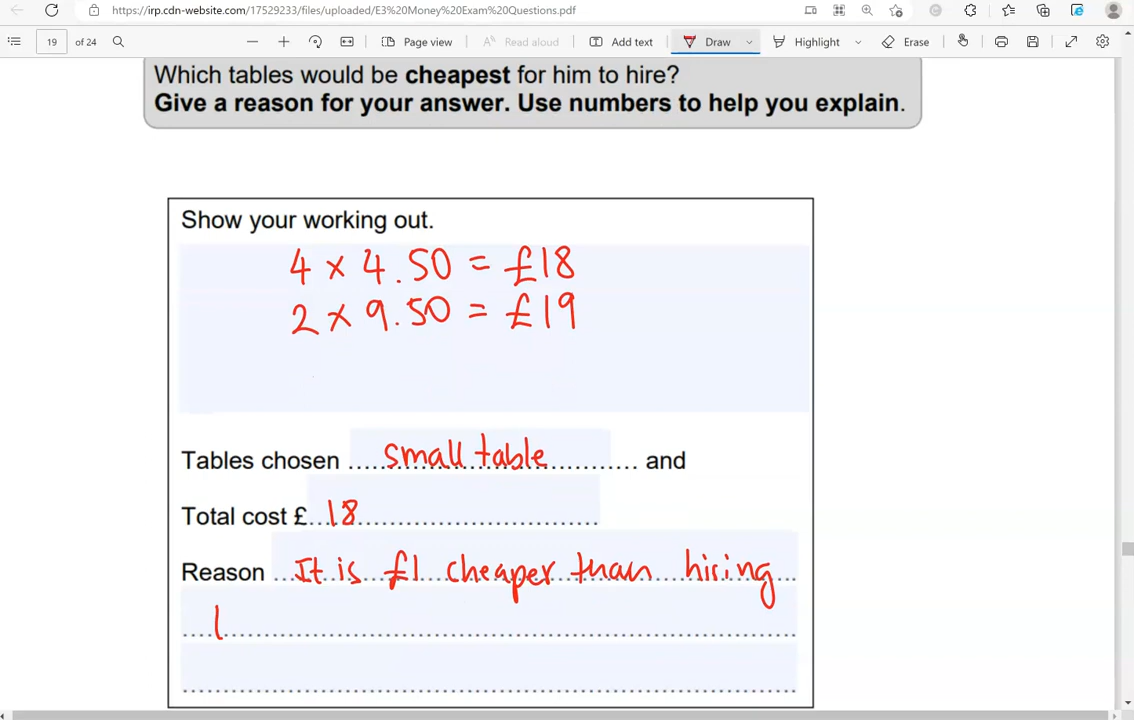 https://irp.cdn-website.com/17529233/files/uploaded/E3%20Money%20Exam%20Questions.pdf
19 of 24 Page view Read aloud Add text Draw Highlight Erase
Which tables would be cheapest for him to hire?
Give a reason for your answer. Use numbers to help you explain.
Show your working out.
4 × 4.50 = £18
2 × 9.50 = £19
Tables chosen small table and
Total cost £ 18
Reason It is £1 cheaper than hiring
l